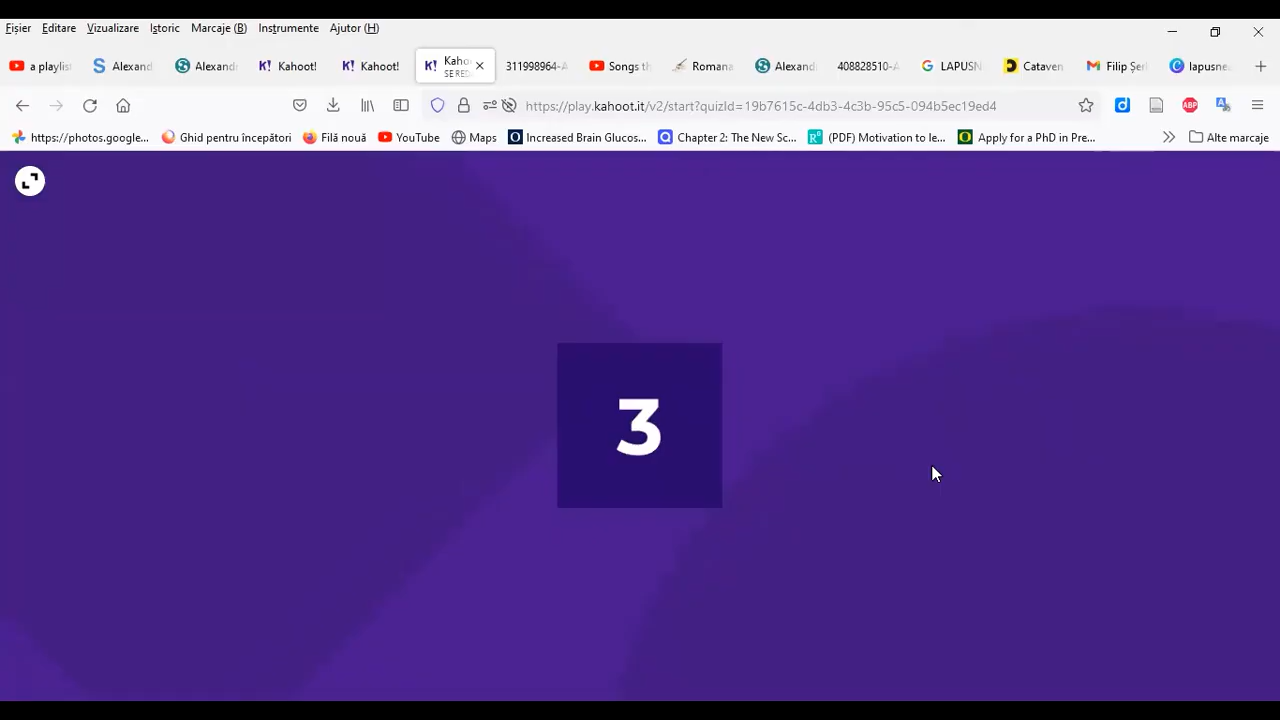 Fișier Editare Vizualizare Istoric Marcaje (B) Instrumente Ajutor (H)
a playlis Alexand Alexandr Kahoot! Kahoot! Kahoo 311998964-A Songs th Romana Alexand 408828510-A LAPUSN Cataven Filip Șer lapusne
SE RED
https://play.kahoot.it/v2/start?quizId=19b7615c-4db3-4c3b-95c5-094b5ec19ed4
https://photos.google... Ghid pentru începători Filă nouă YouTube Maps Increased Brain Glucos... Chapter 2: The New Sc... (PDF) Motivation to le... Apply for a PhD in Pre... Alte marcaje
3